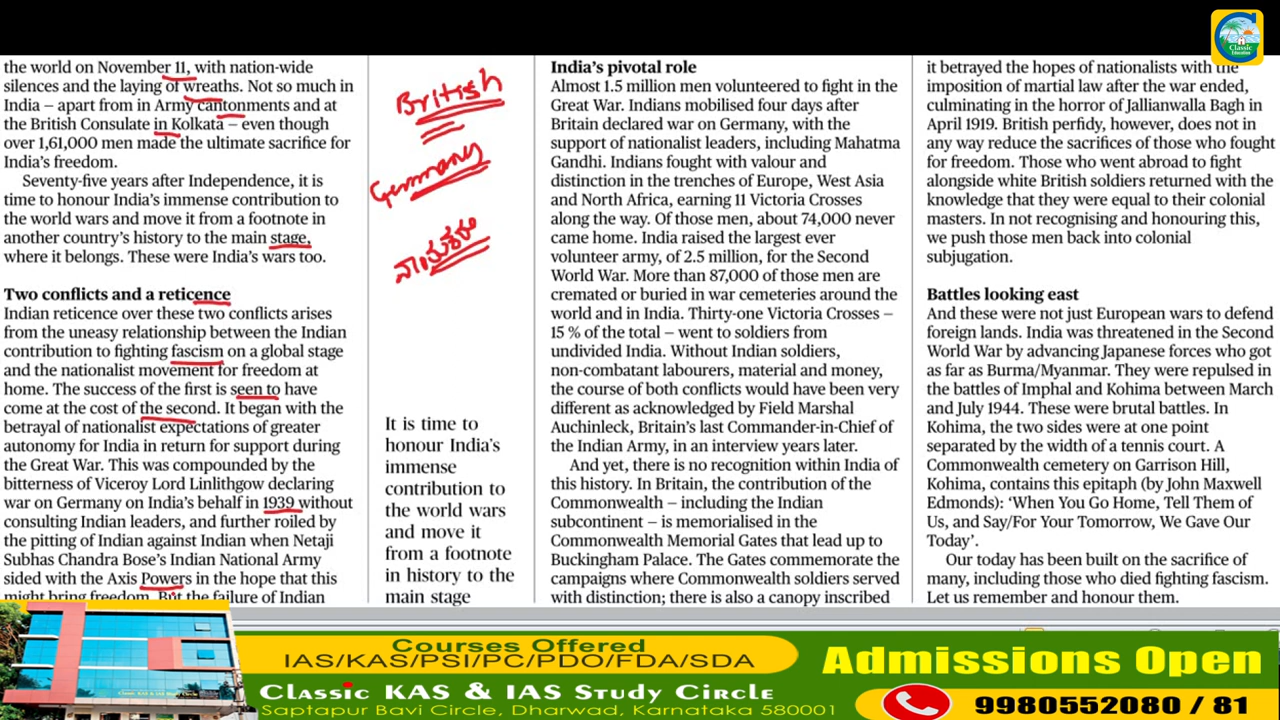 Classic
Education
the world on November 11, with nation-wide
silences and the laying of wreaths. Not so much in
India – apart from in Army cantonments and at
the British Consulate in Kolkata – even though
over 1,61,000 men made the ultimate sacrifice for
India's freedom.
Seventy-five years after Independence, it is
time to honour India's immense contribution to
the world wars and move it from a footnote in
another country's history to the main stage,
where it belongs. These were India's wars too.
Two conflicts and a reticence
Indian reticence over these two conflicts arises
from the uneasy relationship between the Indian
contribution to fighting fascism on a global stage
and the nationalist movement for freedom at
home. The success of the first is seen to have
come at the cost of the second. It began with the
betrayal of nationalist expectations of greater
autonomy for India in return for support during
the Great War. This was compounded by the
bitterness of Viceroy Lord Linlithgow declaring
war on Germany on India's behalf in 1939 without
consulting Indian leaders, and further roiled by
the pitting of Indian against Indian when Netaji
Subhas Chandra Bose's Indian National Army
sided with the Axis Powers in the hope that this
might bring freedom. But the failure of Indian
British
Germany
It is time to
honour India's
immense
contribution to
the world wars
and move it
from a footnote
in history to the
main stage
India's pivotal role
Almost 1.5 million men volunteered to fight in the
Great War. Indians mobilised four days after
Britain declared war on Germany, with the
support of nationalist leaders, including Mahatma
Gandhi. Indians fought with valour and
distinction in the trenches of Europe, West Asia
and North Africa, earning 11 Victoria Crosses
along the way. Of those men, about 74,000 never
came home. India raised the largest ever
volunteer army, of 2.5 million, for the Second
World War. More than 87,000 of those men are
cremated or buried in war cemeteries around the
world and in India. Thirty-one Victoria Crosses –
15 % of the total – went to soldiers from
undivided India. Without Indian soldiers,
non-combatant labourers, material and money,
the course of both conflicts would have been very
different as acknowledged by Field Marshal
Auchinleck, Britain's last Commander-in-Chief of
the Indian Army, in an interview years later.
And yet, there is no recognition within India of
this history. In Britain, the contribution of the
Commonwealth – including the Indian
subcontinent – is memorialised in the
Commonwealth Memorial Gates that lead up to
Buckingham Palace. The Gates commemorate the
campaigns where Commonwealth soldiers served
with distinction; there is also a canopy inscribed
it betrayed the hopes of nationalists with the
imposition of martial law after the war ended,
culminating in the horror of Jallianwalla Bagh in
April 1919. British perfidy, however, does not in
any way reduce the sacrifices of those who fought
for freedom. Those who went abroad to fight
alongside white British soldiers returned with the
knowledge that they were equal to their colonial
masters. In not recognising and honouring this,
we push those men back into colonial
subjugation.
Battles looking east
And these were not just European wars to defend
foreign lands. India was threatened in the Second
World War by advancing Japanese forces who got
as far as Burma/Myanmar. They were repulsed in
the battles of Imphal and Kohima between March
and July 1944. These were brutal battles. In
Kohima, the two sides were at one point
separated by the width of a tennis court. A
Commonwealth cemetery on Garrison Hill,
Kohima, contains this epitaph (by John Maxwell
Edmonds): 'When You Go Home, Tell Them of
Us, and Say/For Your Tomorrow, We Gave Our
Today'.
Our today has been built on the sacrifice of
many, including those who died fighting fascism.
Let us remember and honour them.
Courses Offered
IAS/KAS/PSI/PC/PDO/FDA/SDA
Classic KAS & IAS Study Circle
Saptapur Bavi Circle, Dharwad, Karnataka 580001
Admissions Open
9980552080 / 81